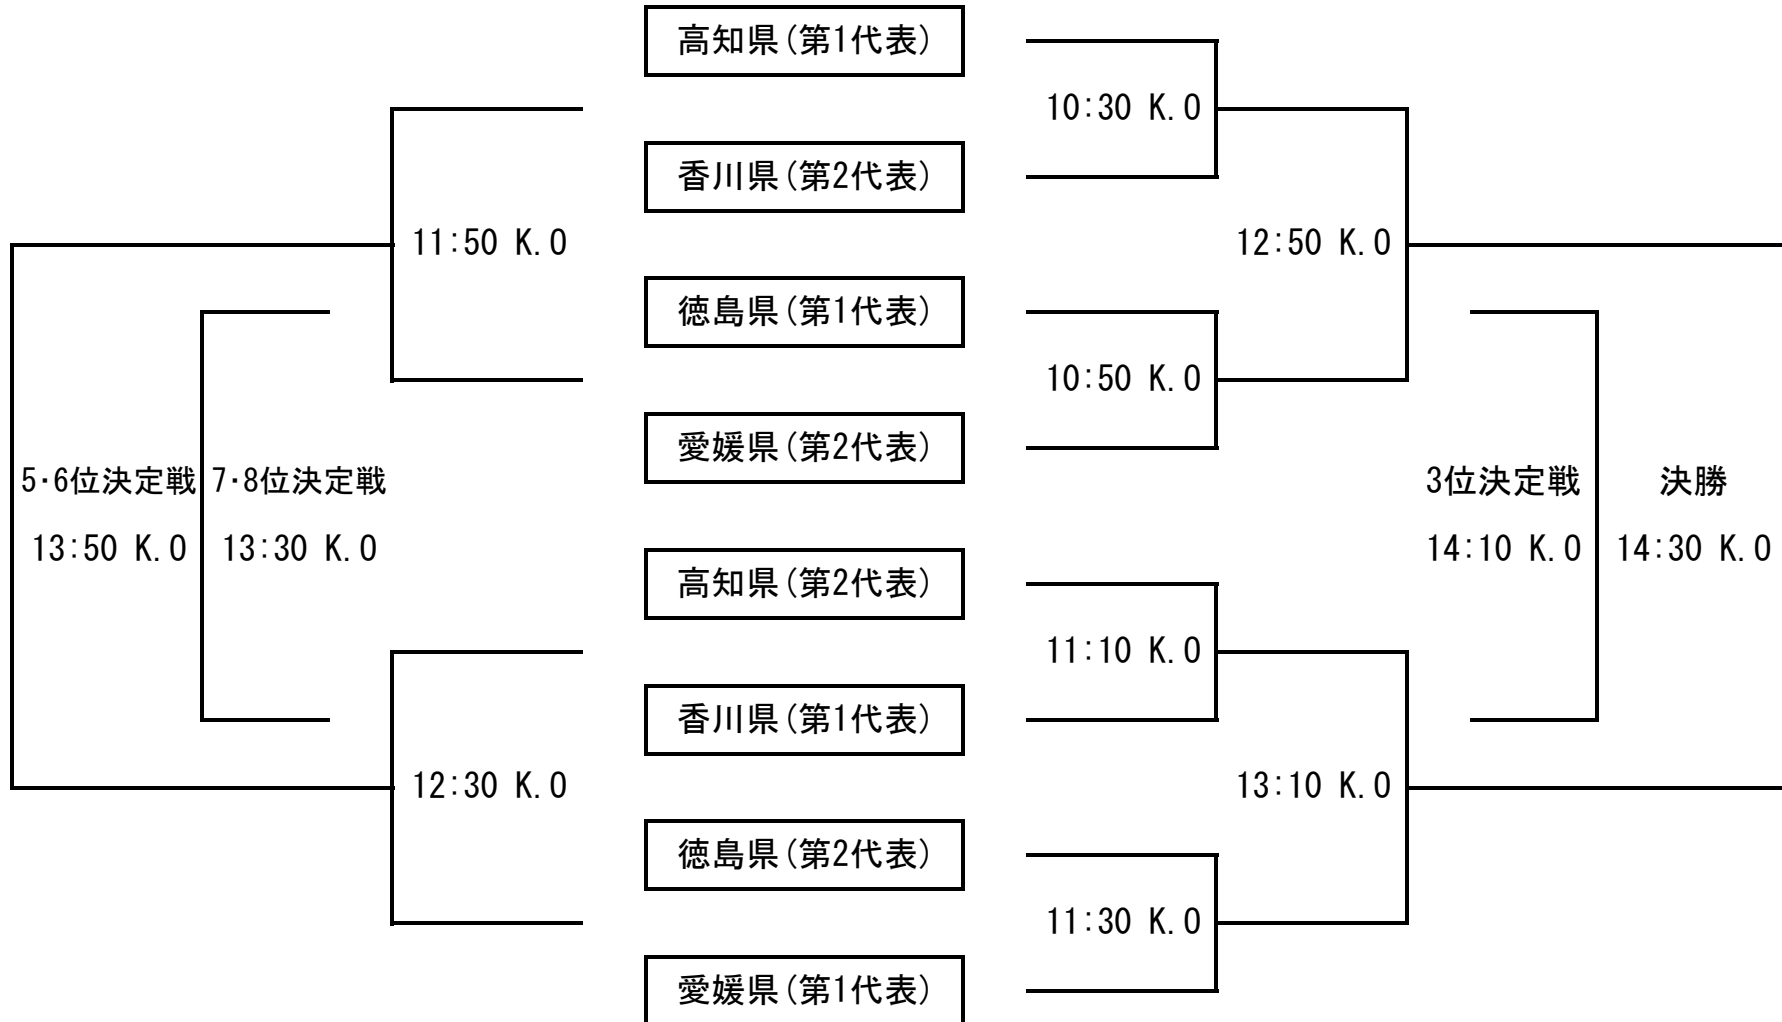 高知県(第1代表)
10:30 K.O
香川県(第2代表)
11:50 K.O
12:50 K.O
徳島県(第1代表)
10:50 K.O
愛媛県(第2代表)
5・6位決定戦
7・8位決定戦
3位決定戦
決勝
13:50 K.O
13:30 K.O
14:10 K.O
14:30 K.O
高知県(第2代表)
11:10 K.O
香川県(第1代表)
12:30 K.O
13:10 K.O
徳島県(第2代表)
11:30 K.O
愛媛県(第1代表)